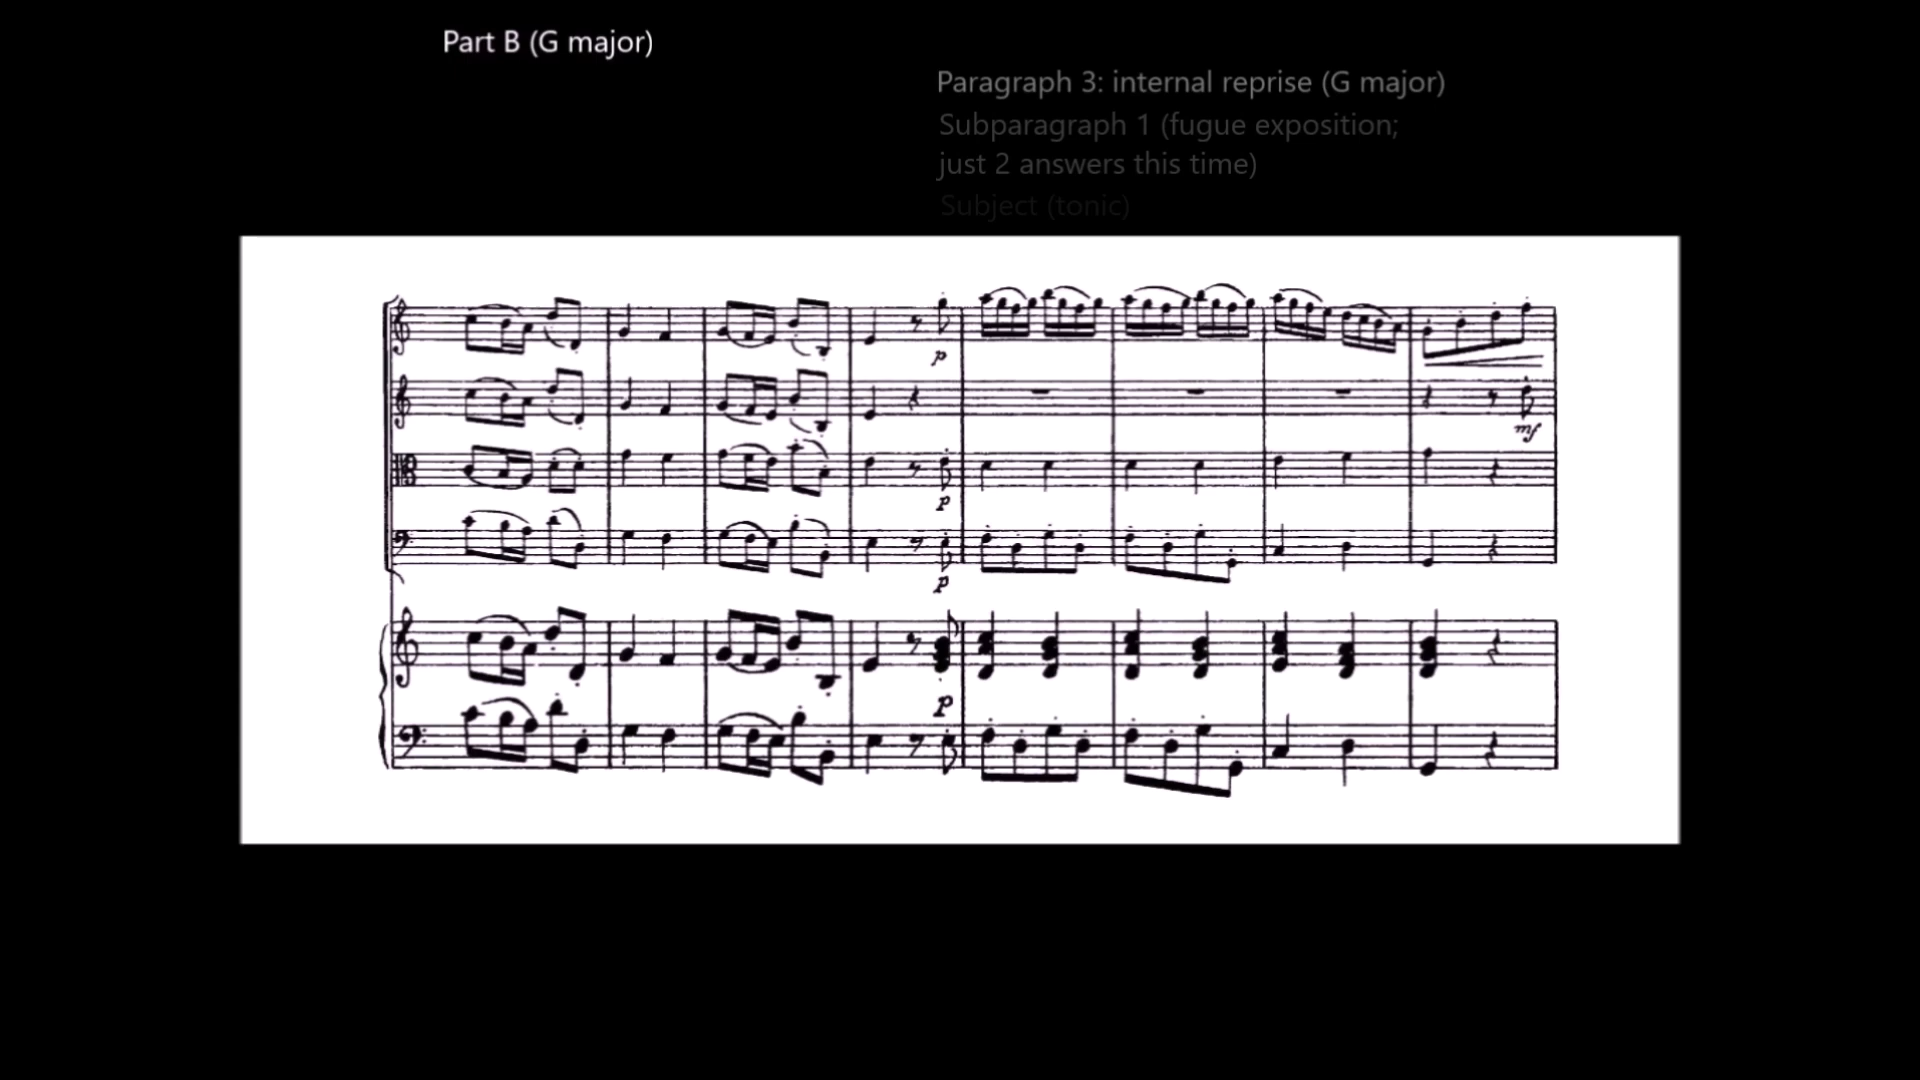 Part B (G major)
Paragraph 3: internal reprise (G major)
Subparagraph 1 (fugue exposition;
just 2 answers this time)
Subject (tonic)
p
mf
p
p
p